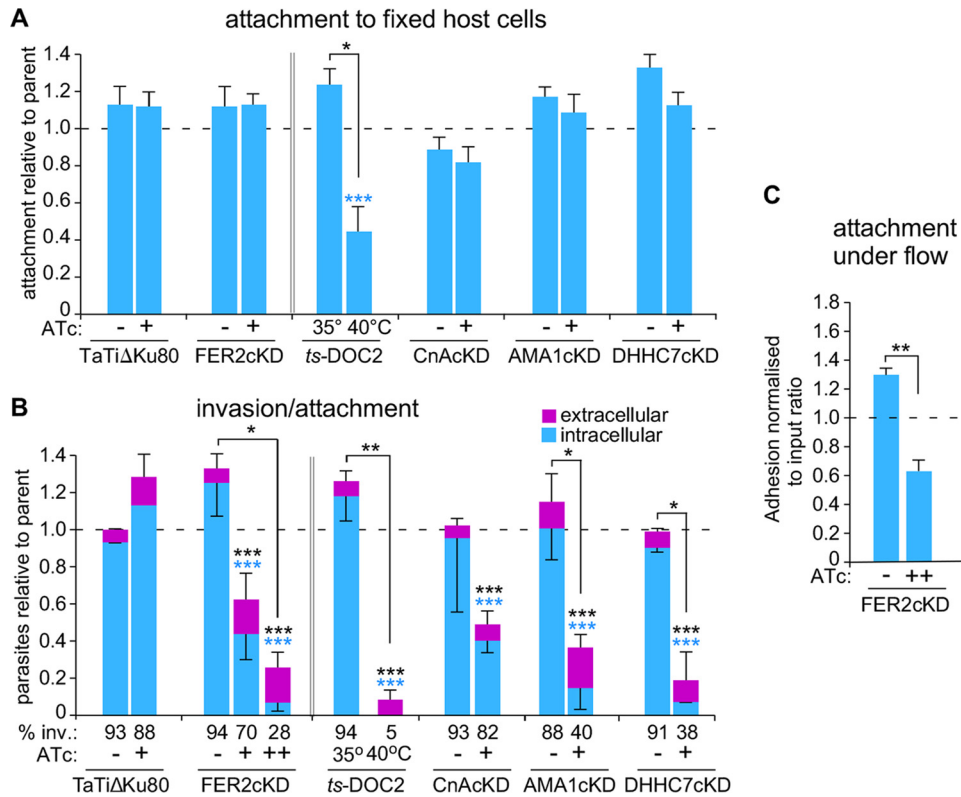 A
attachment to fixed host cells
attachment relative to parent
1.4
1.2
1.0
0.8
0.6
0.4
0.2
0
*
***
ATc: - + - + 35° 40°C - + - + - +
TaTiΔKu80 FER2cKD ts-DOC2 CnAcKD AMA1cKD DHHC7cKD
B
invasion/attachment
extracellular
intracellular
parasites relative to parent
1.4
1.2
1.0
0.8
0.6
0.4
0.2
0
* ** * *
*** *** *** *** *** ***
*** *** *** *** *** ***
% inv.: 93 88 94 70 28 94 5 93 82 88 40 91 38
ATc: - + - + ++ 35° 40°C - + - + - +
TaTiΔKu80 FER2cKD ts-DOC2 CnAcKD AMA1cKD DHHC7cKD
C
attachment
under flow
Adhesion normalised
to input ratio
1.8
1.6
1.4
1.2
1.0
0.8
0.6
0.4
0.2
0
**
ATc: - ++
FER2cKD